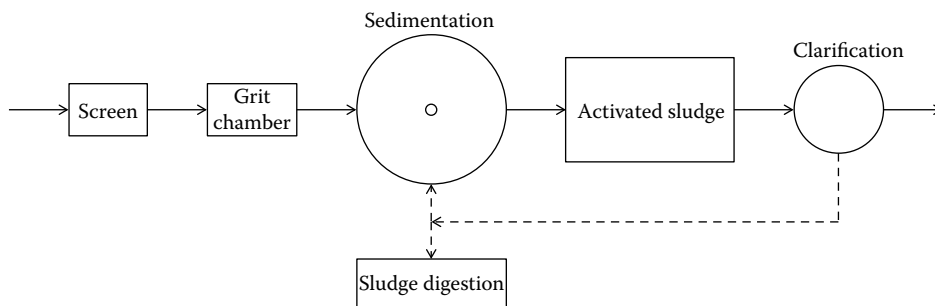 Sedimentation
Clarification
Screen
Grit
chamber
Activated sludge
Sludge digestion